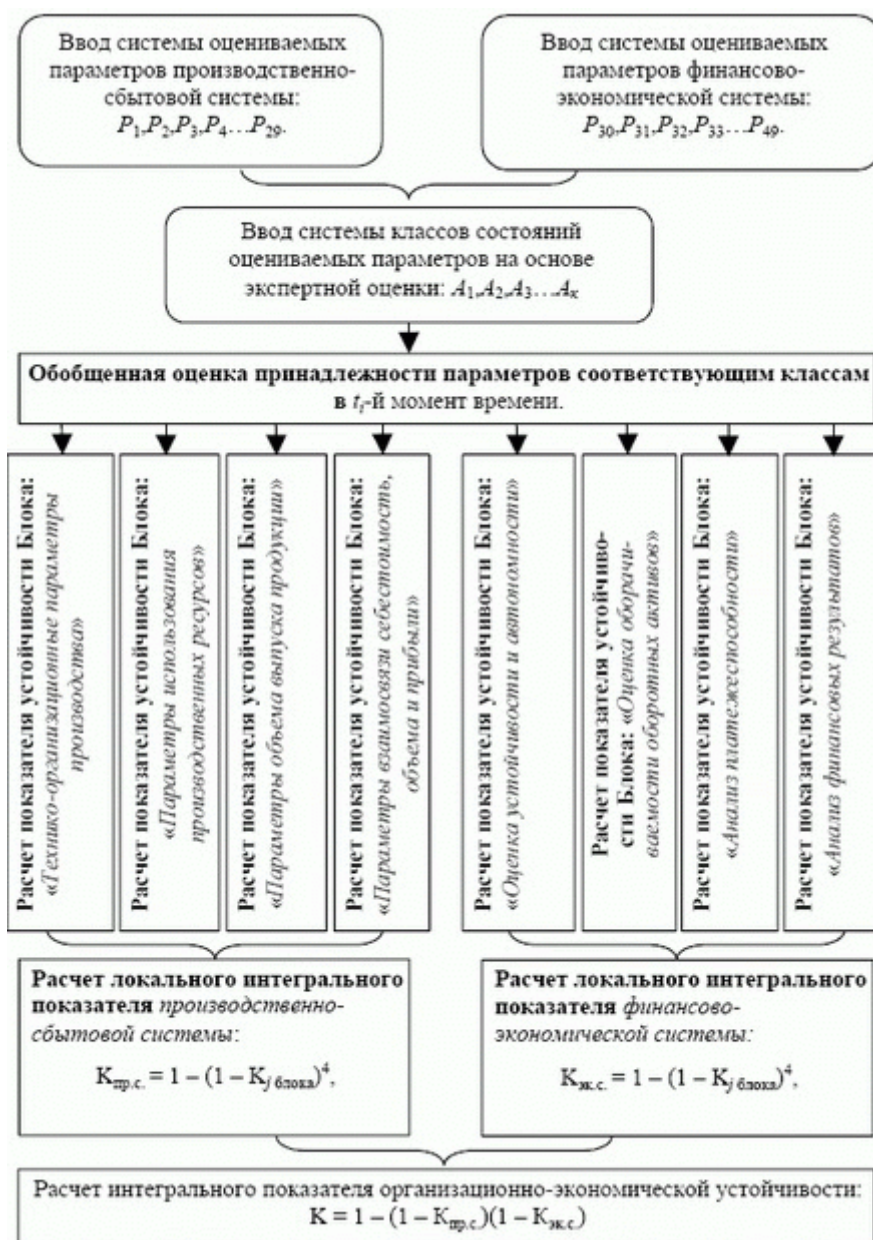 Ввод системы оцениваемых
параметров производственно-
сбытовой системы:
P1,P2,P3,P4…P29.
Ввод системы оцениваемых
параметров финансово-
экономической системы:
P30,P31,P32,P33…P49.
Ввод системы классов состояний
оцениваемых параметров на основе
экспертной оценки: A1,A2,A3…Ax
Обобщенная оценка принадлежности параметров соответствующим классам
в ti-й момент времени.
Расчет показателя устойчивости Блока:
«Технико-организационные параметры
производства»
Расчет показателя устойчивости Блока:
«Параметры использования
производственных ресурсов»
Расчет показателя устойчивости Блока:
«Параметры объема выпуска продукции»
Расчет показателя устойчивости Блока:
«Параметры взаимосвязи себестоимость,
объема и прибыли»
Расчет показателя устойчивости Блока:
«Оценка устойчивости и автономности»
Расчет показателя устойчиво-
сти Блока: «Оценка оборачи-
ваемости оборотных активов»
Расчет показателя устойчивости Блока:
«Анализ платежеспособности»
Расчет показателя устойчивости Блока:
«Анализ финансовых результатов»
Расчет локального интегрального
показателя производственно-
сбытовой системы:
Kпр.с. = 1 – (1 – Kj блока)^4,
Расчет локального интегрального
показателя финансово-
экономической системы:
Kэк.с. = 1 – (1 – Kj блока)^4,
Расчет интегрального показателя организационно-экономической устойчивости:
K = 1 – (1 – Kпр.с.)(1 – Kэк.с.)